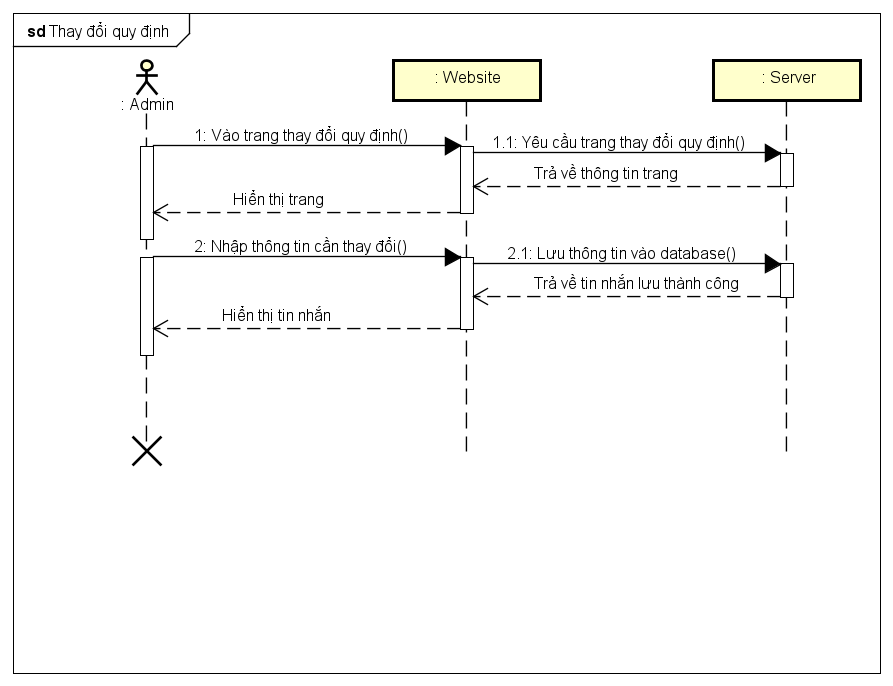 sd Thay đổi quy định
: Admin
: Website
: Server
1: Vào trang thay đổi quy định()
1.1: Yêu cầu trang thay đổi quy định()
Trả về thông tin trang
Hiển thị trang
2: Nhập thông tin cần thay đổi()
2.1: Lưu thông tin vào database()
Trả về tin nhắn lưu thành công
Hiển thị tin nhắn